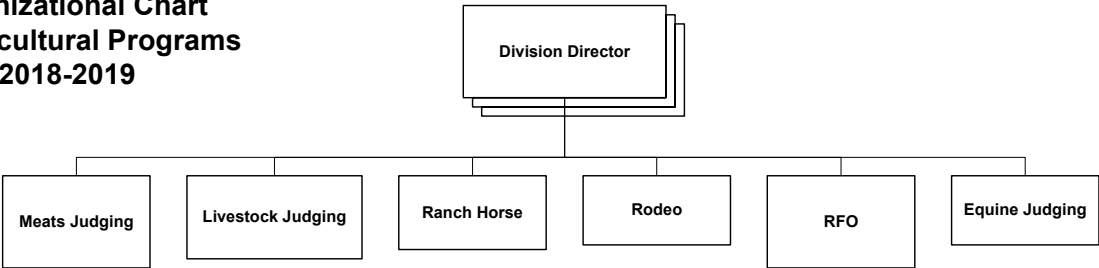 nizational Chart
cultural Programs
2018-2019
Division Director
Meats Judging
Livestock Judging
Ranch Horse
Rodeo
RFO
Equine Judging